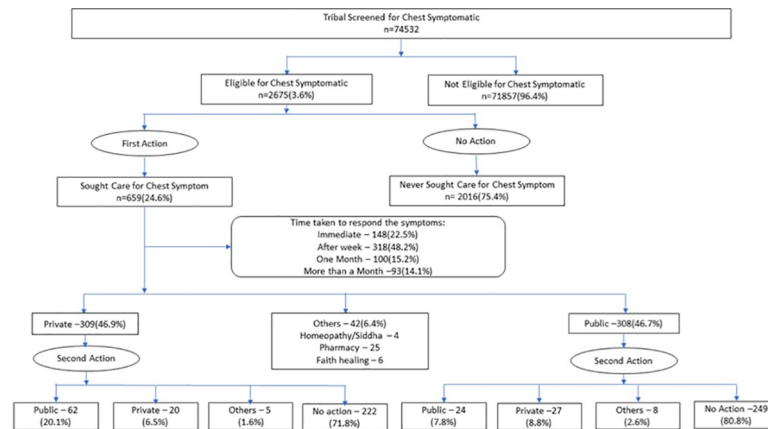 Tribal Screened for Chest Symptomatic
n=74532
Eligible for Chest Symptomatic
n=2675(3.6%)
Not Eligible for Chest Symptomatic
n=71857(96.4%)
First Action
No Action
Sought Care for Chest Symptom
n=659(24.6%)
Never Sought Care for Chest Symptom
n= 2016(75.4%)
Time taken to respond the symptoms:
Immediate – 148(22.5%)
After week – 318(48.2%)
One Month – 100(15.2%)
More than a Month –93(14.1%)
Private –309(46.9%)
Others – 42(6.4%)
Homeopathy/Siddha – 4
Pharmacy – 25
Faith healing – 6
Public –308(46.7%)
Second Action
Second Action
Public – 62
(20.1%)
Private – 20
(6.5%)
Others – 5
(1.6%)
No action – 222
(71.8%)
Public – 24
(7.8%)
Private – 27
(8.8%)
Others – 8
(2.6%)
No Action –249
(80.8%)